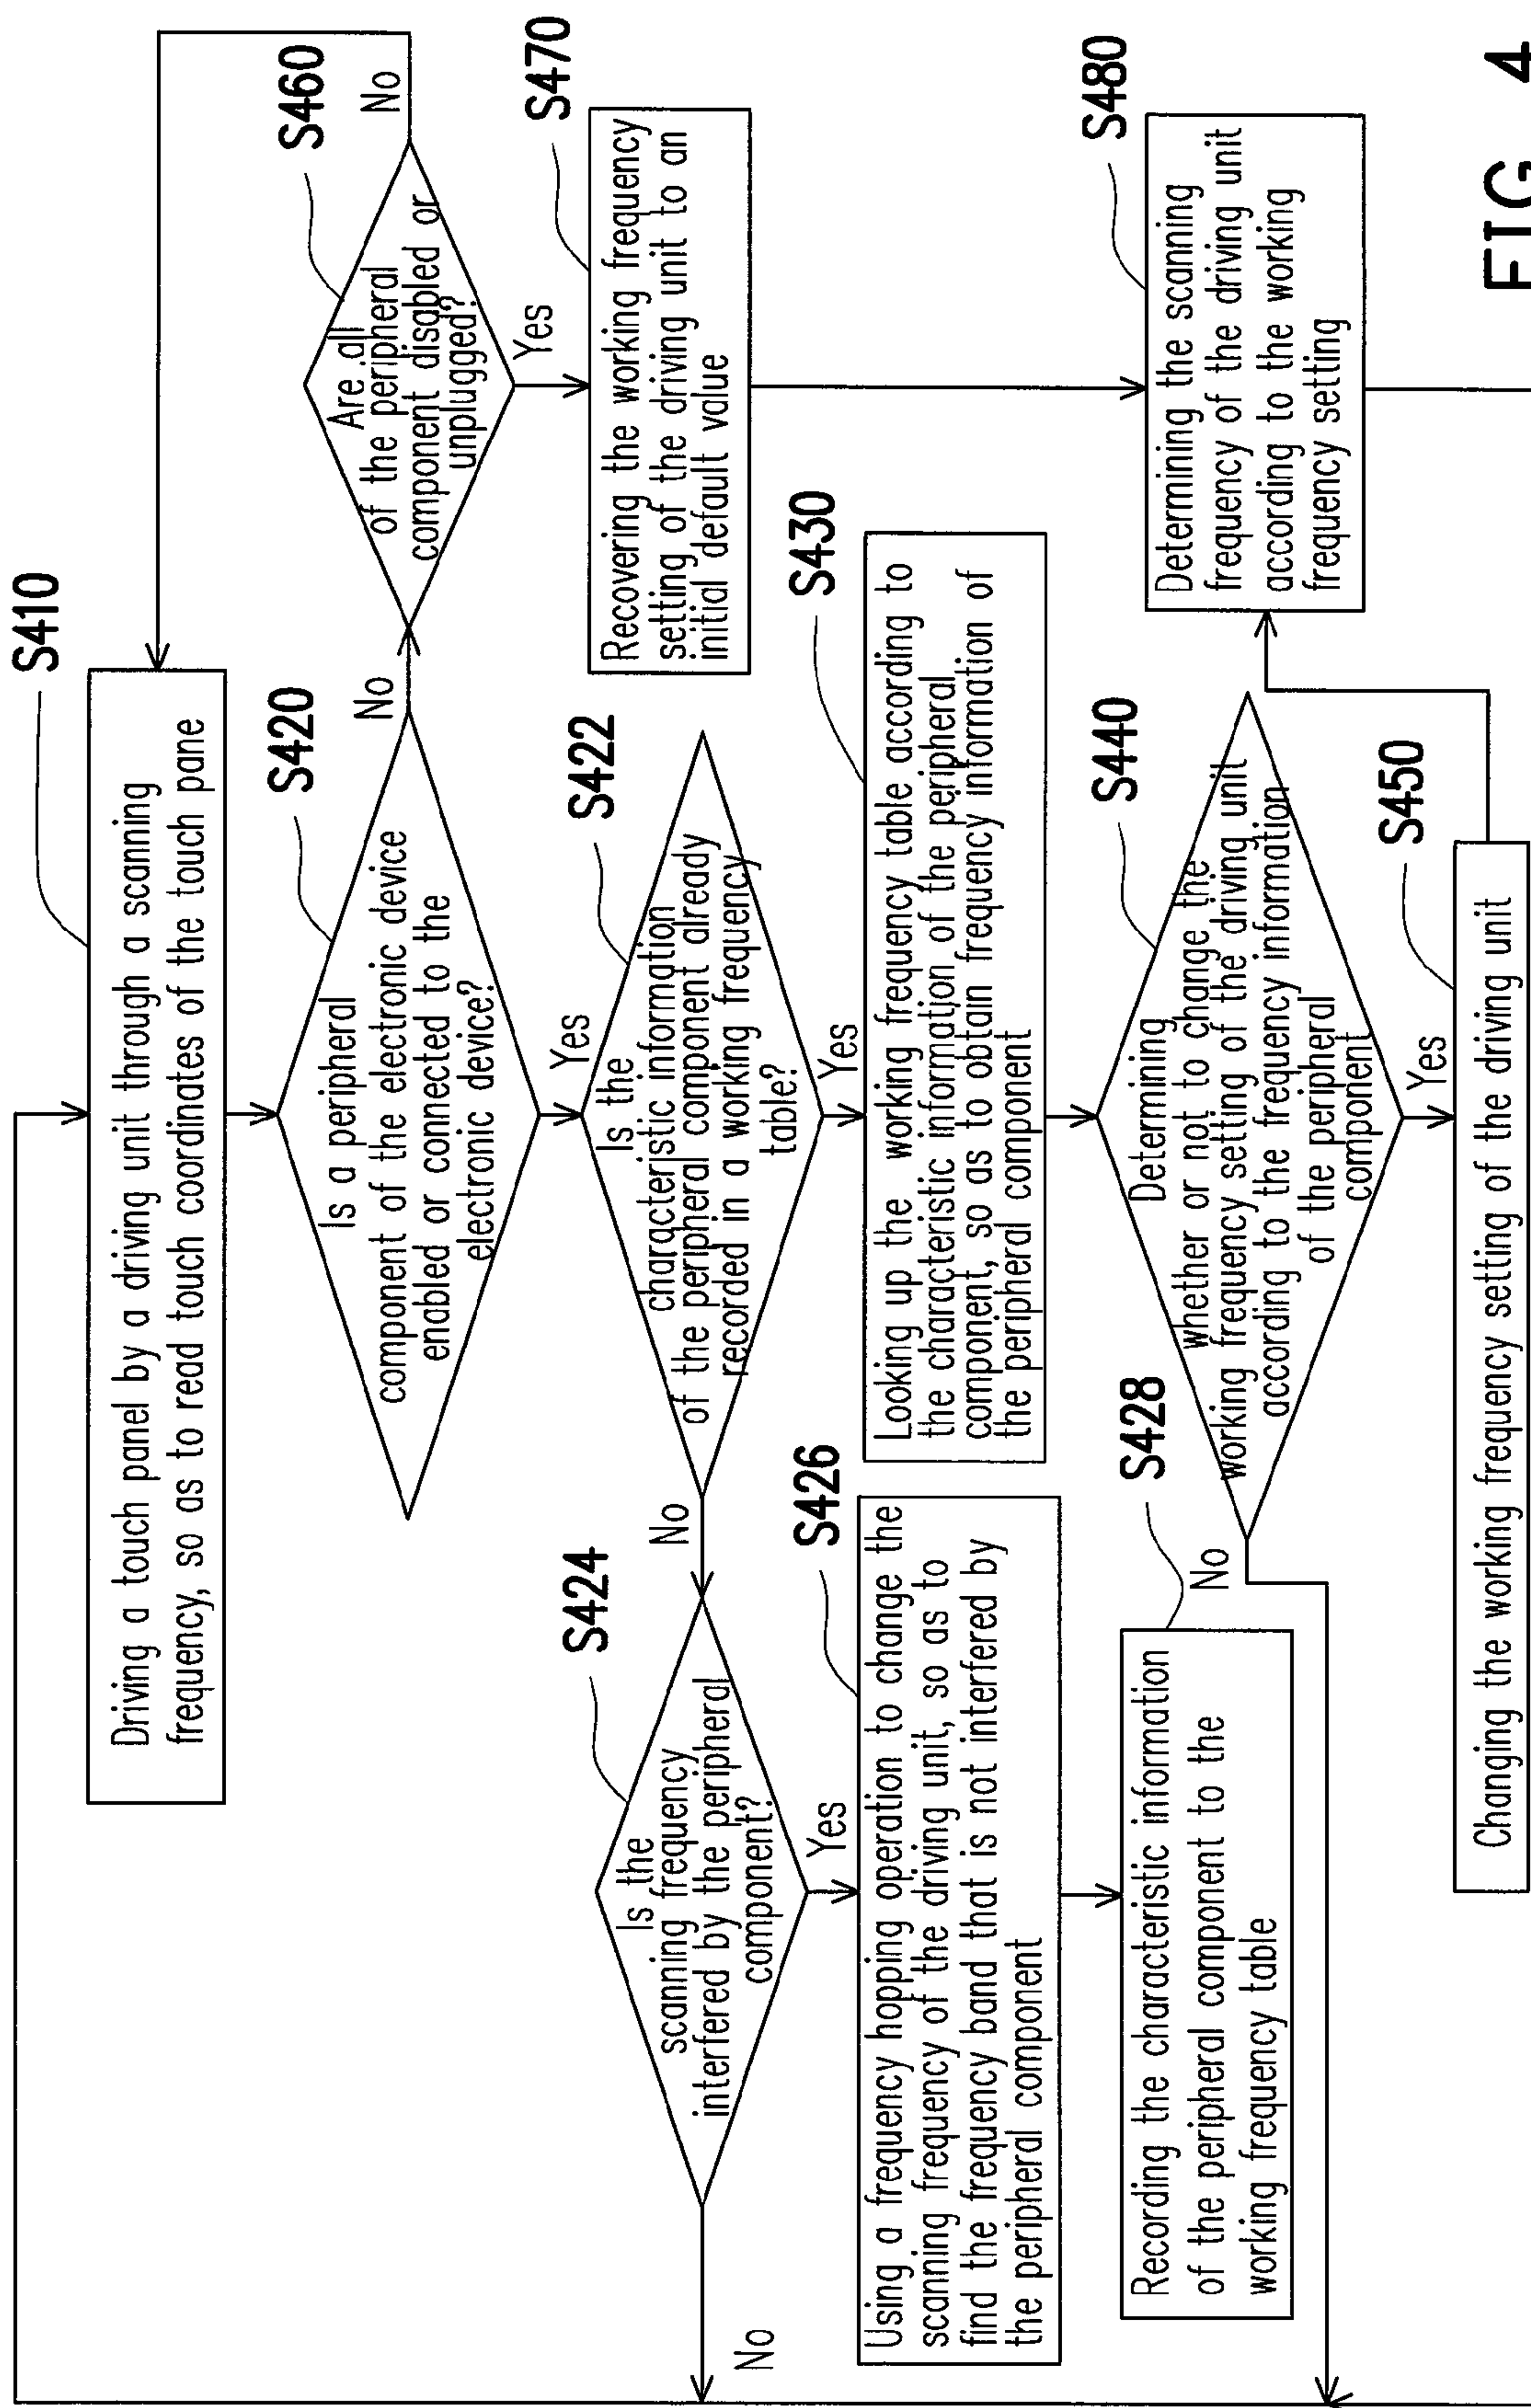 S410
Driving a touch panel by a driving unit through a scanning
frequency, so as to read touch coordinates of the touch pane
S420
Is a peripheral
component of the electronic device
enabled or connected to the
electronic device?
No
Yes
S460
Are all
of the peripheral
component disabled or
unplugged?
No
Yes
S470
Recovering the working frequency
setting of the driving unit to an
initial default value
S422
Is the
characteristic information
of the peripheral component already
recorded in a working frequency
table?
No
Yes
S424
Is the
scanning frequency
interfered by the peripheral
component?
No
Yes
S426
Using a frequency hopping operation to change the
scanning frequency of the driving unit, so as to
find the frequency band that is not interfered by
the peripheral component
S428
Recording the characteristic information
of the peripheral component to the
working frequency table
S430
Looking up the working frequency table according to
the characteristic information of the peripheral
component, so as to obtain frequency information of
the peripheral component
S440
Determining
whether or not to change the
working frequency setting of the driving unit
according to the frequency information
of the peripheral
component
No
Yes
S450
Changing the working frequency setting of the driving unit
S480
Determining the scanning
frequency of the driving unit
according to the working
frequency setting
FIG. 4